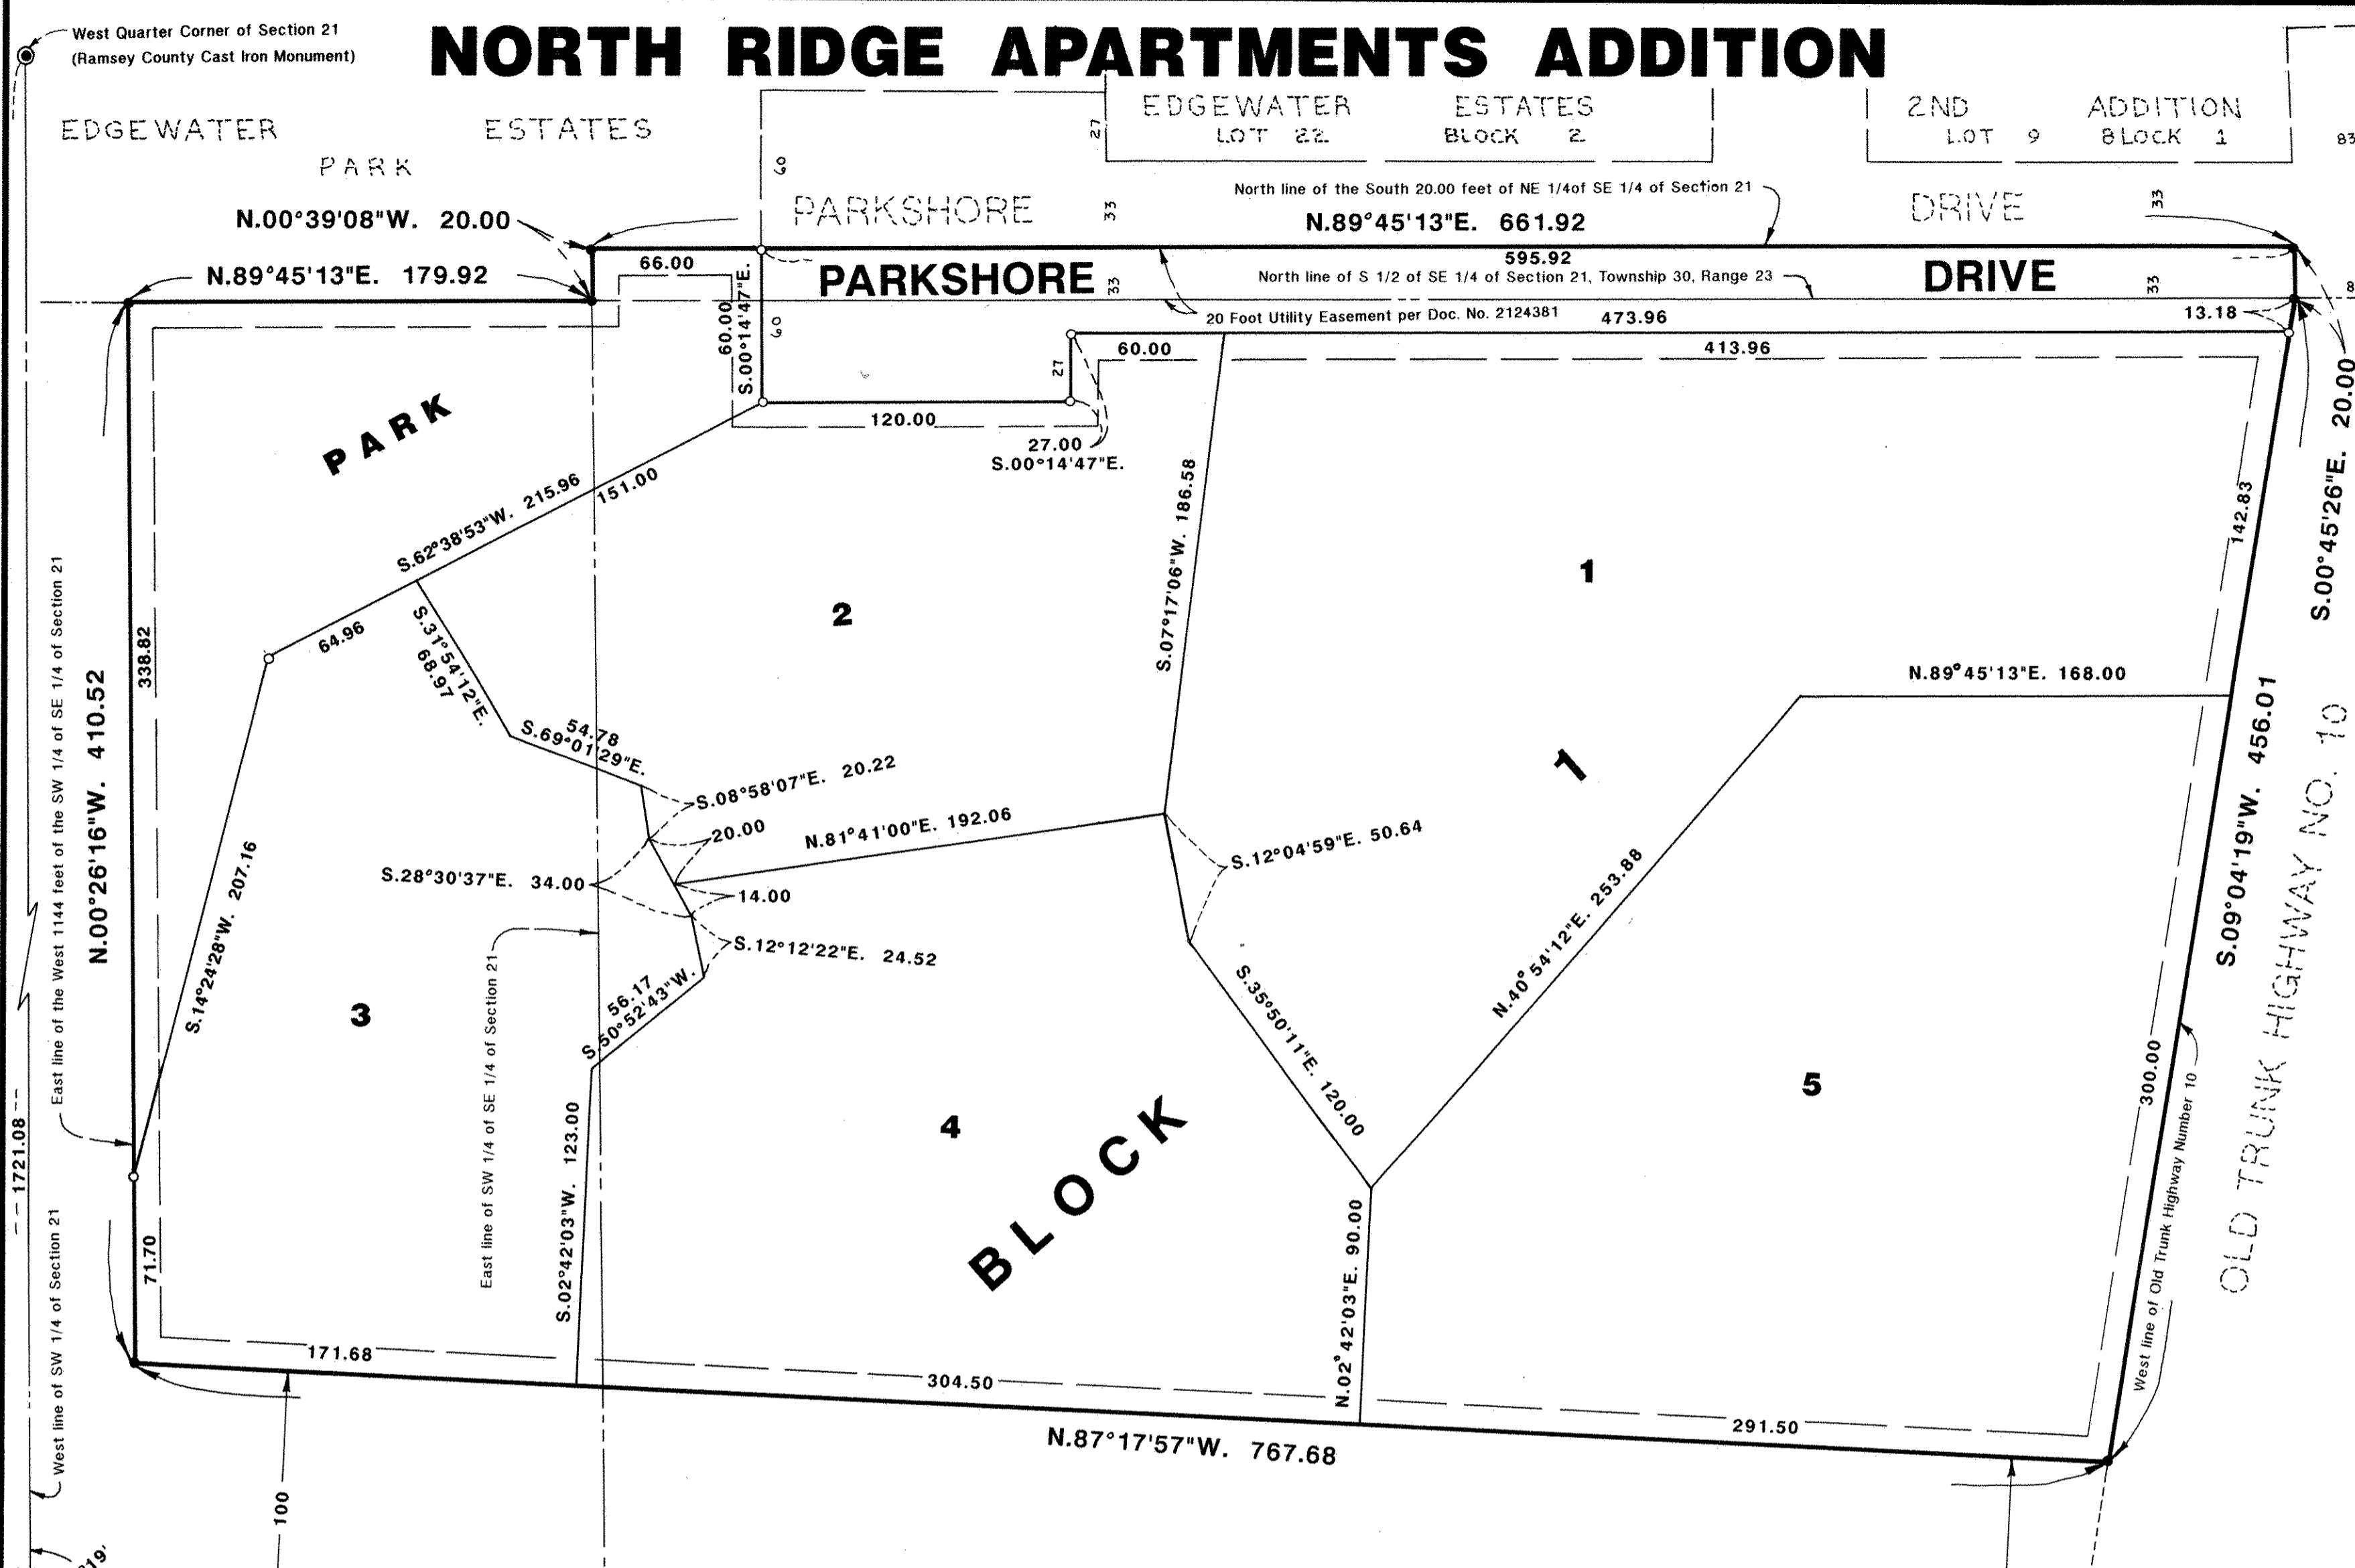 West Quarter Corner of Section 21
(Ramsey County Cast Iron Monument)
NORTH RIDGE APARTMENTS ADDITION
EDGEWATER ESTATES
PARK
EDGEWATER ESTATES
LOT 22 BLOCK 2
2ND ADDITION
LOT 9 BLOCK 1
27
83
60
PARKSHORE
33
North line of the South 20.00 feet of NE 1/4of SE 1/4 of Section 21
DRIVE
33
N.00°39'08"W. 20.00
N.89°45'13"E. 661.92
N.89°45'13"E. 179.92
66.00
595.92
PARKSHORE
33
North line of S 1/2 of SE 1/4 of Section 21, Township 30, Range 23
DRIVE
33
8
60.00
S.00°14'47"E.
60
20 Foot Utility Easement per Doc. No. 2124381
473.96
13.18
60.00
413.96
27
120.00
27.00
S.00°14'47"E.
PARK
S.00°45'26"E. 20.00
142.83
S.62°38'53"W. 215.96
151.00
64.96
S.07°17'06"W. 186.58
1
2
S.31°54'12"E.
68.97
338.82
N.00°26'16"W. 410.52
East line of the West 1144 feet of the SW 1/4 of SE 1/4 of Section 21
N.89°45'13"E. 168.00
54.78
S.69°01'29"E.
S.08°58'07"E. 20.22
20.00
N.81°41'00"E. 192.06
1
S.09°04'19"W. 456.01
OLD TRUNK HIGHWAY NO. 10
S.12°04'59"E. 50.64
S.28°30'37"E. 34.00
14.00
S.12°12'22"E. 24.52
N.40°54'12"E. 253.88
S.14°24'28"W. 207.16
56.17
S.50°52'43"W.
3
East line of SW 1/4 of SE 1/4 of Section 21
S.35°50'11"E. 120.00
5
300.00
West line of Old Trunk Highway Number 10
4
BLOCK
S.02°42'03"W. 123.00
N.02°42'03"E. 90.00
1721.08
West line of SW 1/4 of Section 21
71.70
171.68
304.50
291.50
N.87°17'57"W. 767.68
100
19'